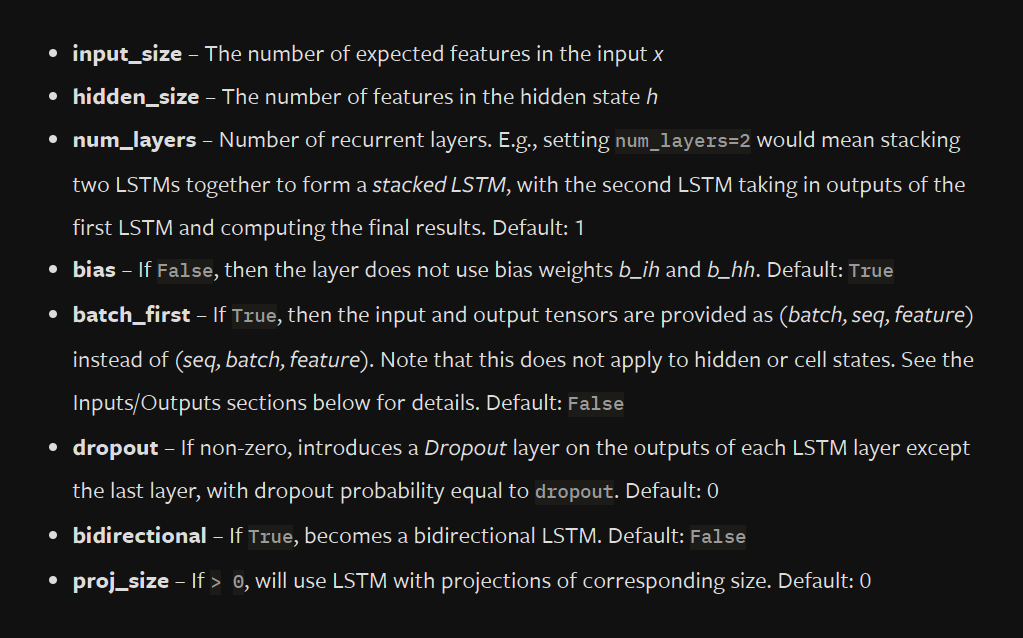 • input_size – The number of expected features in the input x
• hidden_size – The number of features in the hidden state h
• num_layers – Number of recurrent layers. E.g., setting num_layers=2 would mean stacking
two LSTMs together to form a stacked LSTM, with the second LSTM taking in outputs of the
first LSTM and computing the final results. Default: 1
• bias – If False, then the layer does not use bias weights b_ih and b_hh. Default: True
• batch_first – If True, then the input and output tensors are provided as (batch, seq, feature)
instead of (seq, batch, feature). Note that this does not apply to hidden or cell states. See the
Inputs/Outputs sections below for details. Default: False
• dropout – If non-zero, introduces a Dropout layer on the outputs of each LSTM layer except
the last layer, with dropout probability equal to dropout. Default: 0
• bidirectional – If True, becomes a bidirectional LSTM. Default: False
• proj_size – If > 0, will use LSTM with projections of corresponding size. Default: 0